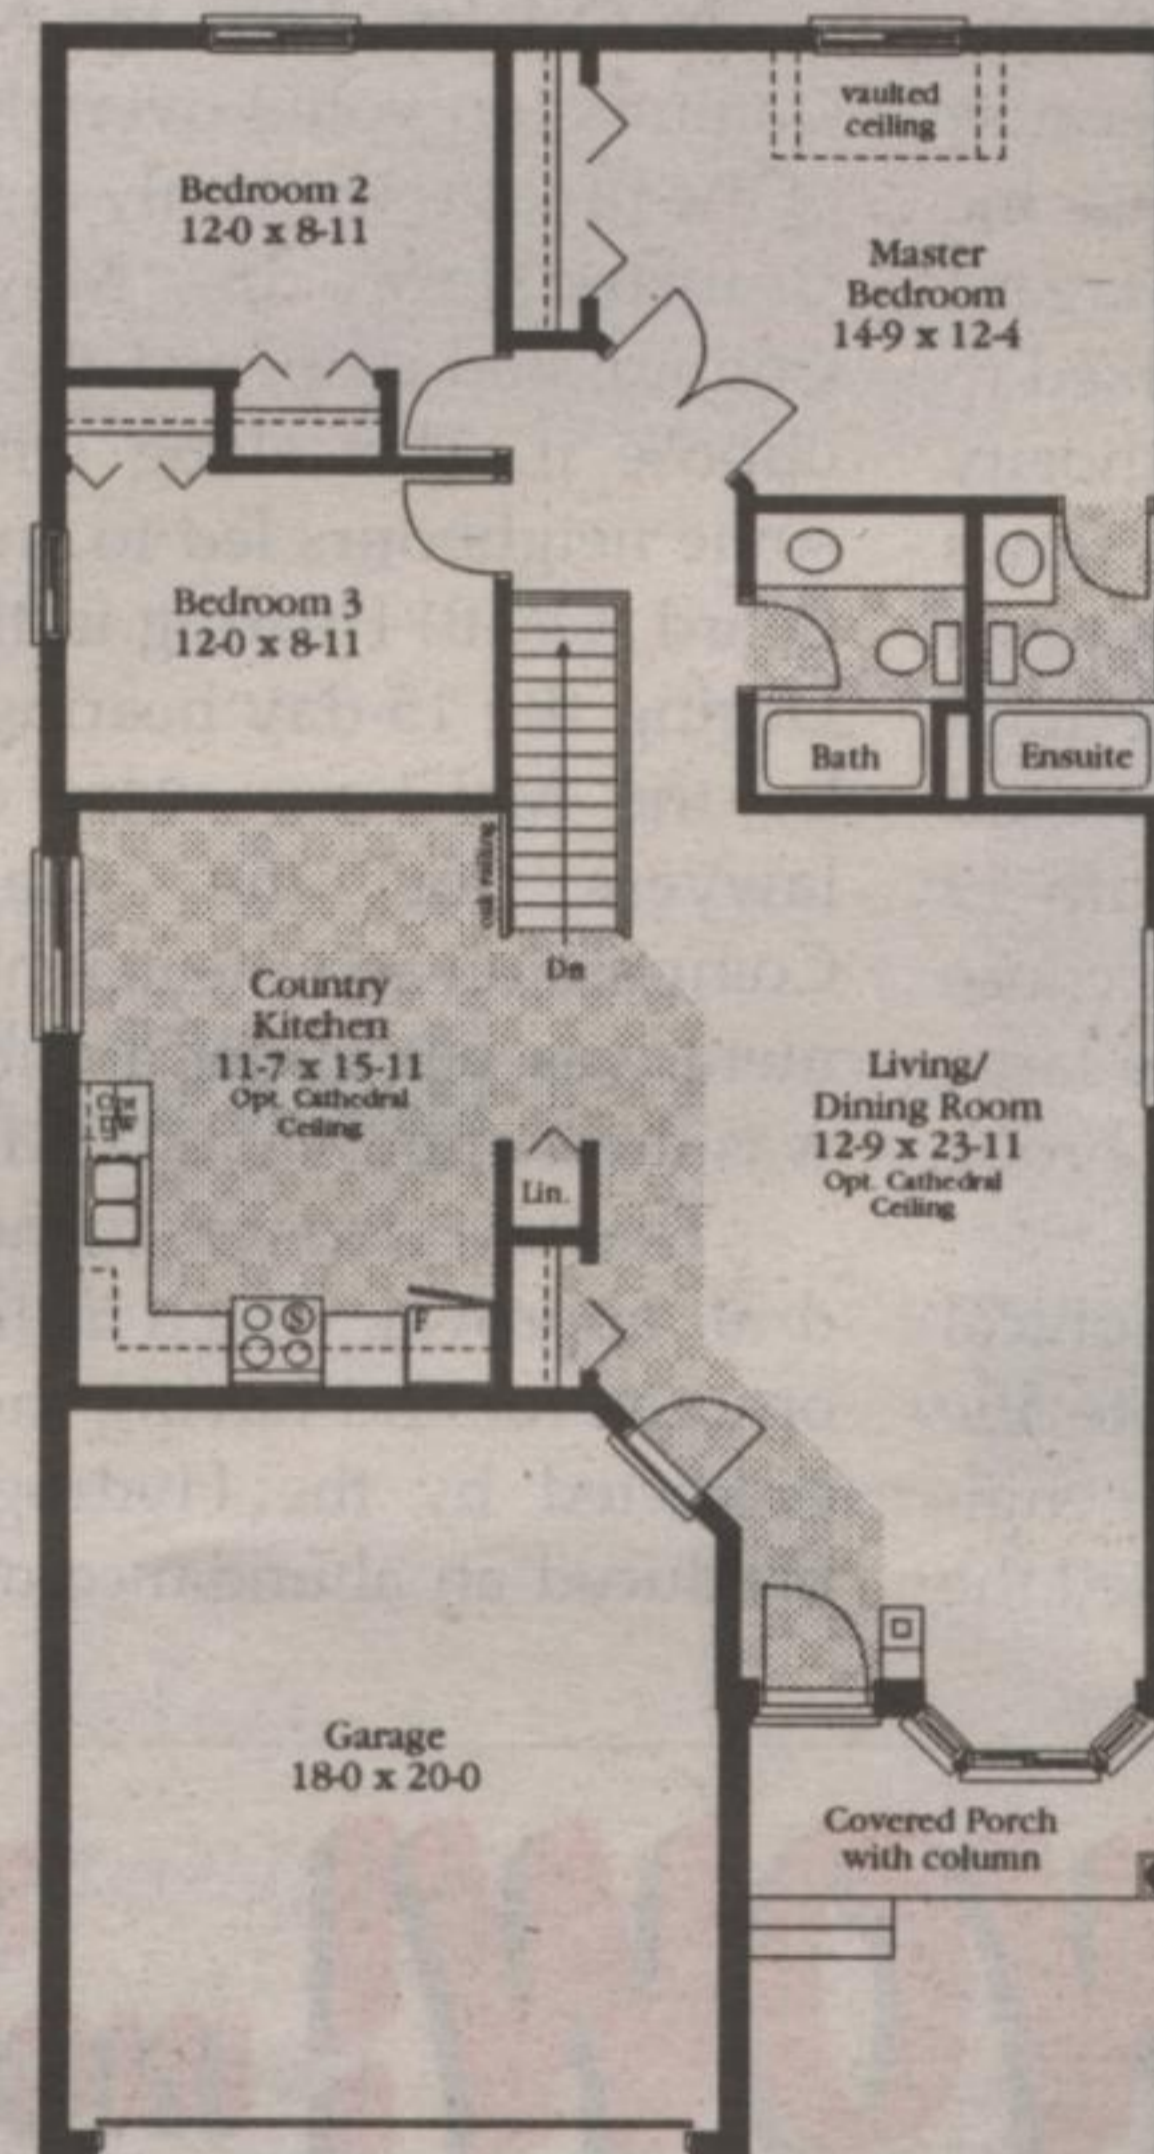 vaulted
ceiling
Bedroom 2
12-0 x 8-11
Master
Bedroom
14-9 x 12-4
Bedroom 3
12-0 x 8-11
Bath
Ensuite
oak railing
Dn
Country
Kitchen
11-7 x 15-11
Opt. Cathedral
Ceiling
Living/
Dining Room
12-9 x 23-11
Opt. Cathedral
Ceiling
Lin.
S
F
Garage
18-0 x 20-0
Covered Porch
with column